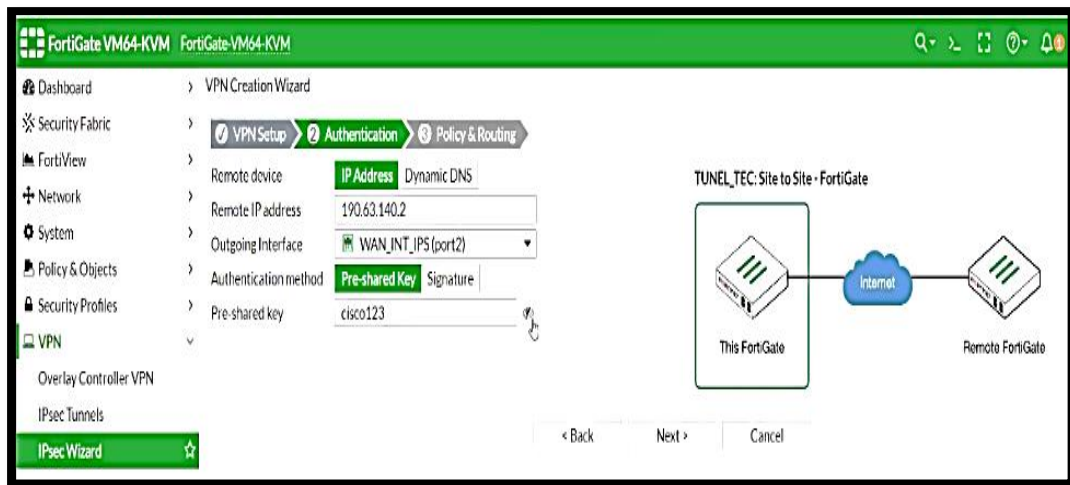 FortiGate VM64-KVM FortiGate-VM64-KVM
Dashboard
Security Fabric
FortiView
Network
System
Policy & Objects
Security Profiles
VPN
Overlay Controller VPN
IPsec Tunnels
IPsec Wizard
VPN Creation Wizard
VPN Setup 2 Authentication 3 Policy & Routing
Remote device IP Address Dynamic DNS
Remote IP address 190.63.140.2
Outgoing Interface WAN_INT_IPS (port2)
Authentication method Pre-shared Key Signature
Pre-shared key cisco123
TUNEL_TEC: Site to Site - FortiGate
Internet
This FortiGate Remote FortiGate
< Back Next > Cancel